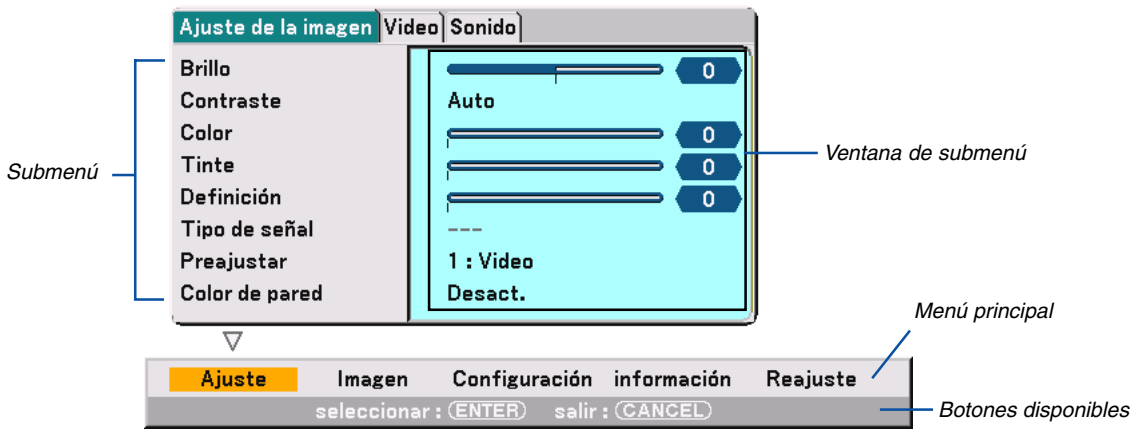 Ajuste de la imagen Video Sonido
Brillo 0
Contraste Auto
Color 0
Tinte 0
Definición 0
Tipo de señal ---
Preajustar 1 : Video
Color de pared Desact.
Submenú
Ventana de submenú
Menú principal
Ajuste Imagen Configuración información Reajuste
seleccionar : ENTER salir : CANCEL
Botones disponibles